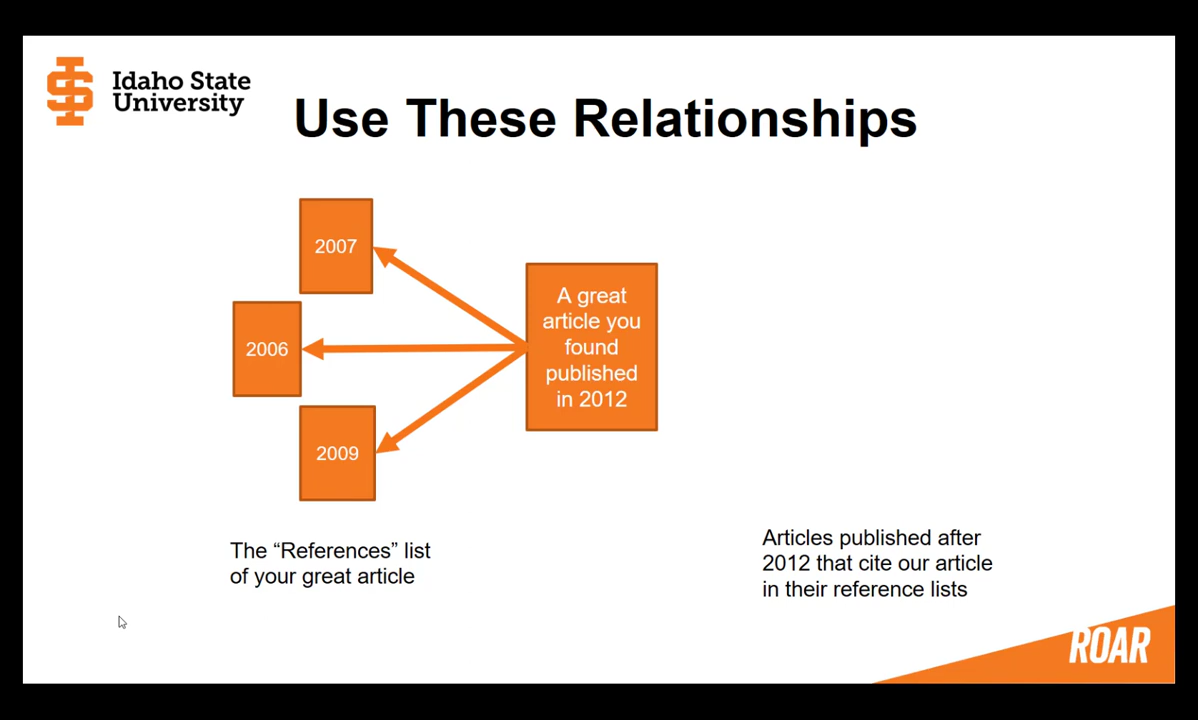 Idaho State
University
Use These Relationships
2007
2006
2009
A great
article you
found
published
in 2012
The “References” list
of your great article
Articles published after
2012 that cite our article
in their reference lists
ROAR